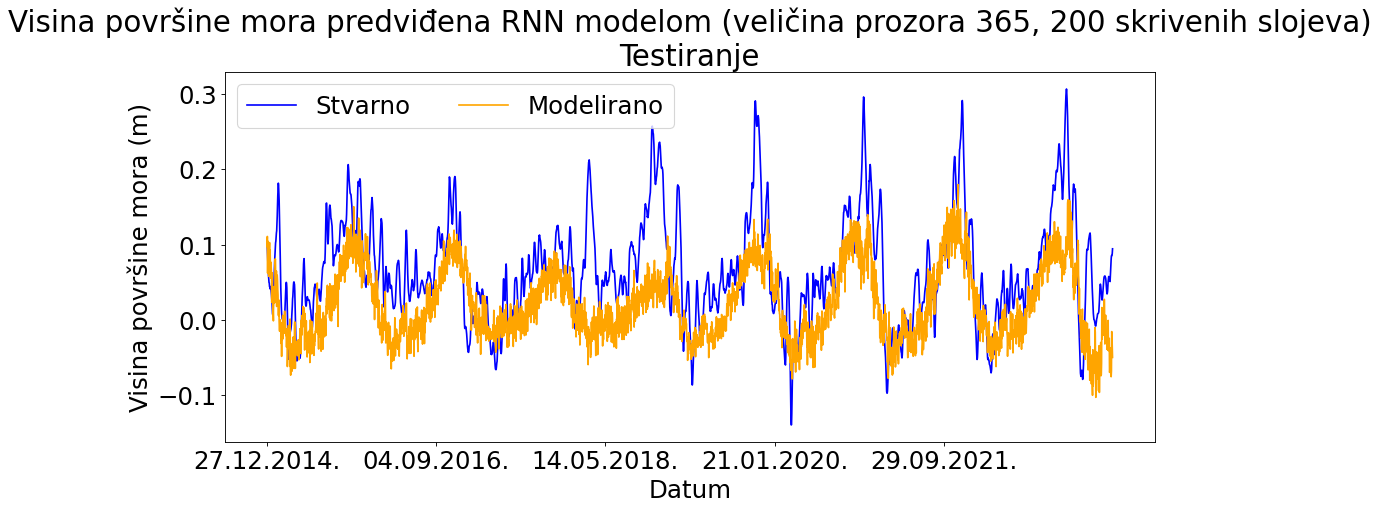 Visina površine mora predviđena RNN modelom (veličina prozora 365, 200 skrivenih slojeva)
Testiranje
Stvarno Modelirano
Visina površine mora (m)
0.3
0.2
0.1
0.0
−0.1
27.12.2014. 04.09.2016. 14.05.2018. 21.01.2020. 29.09.2021.
Datum